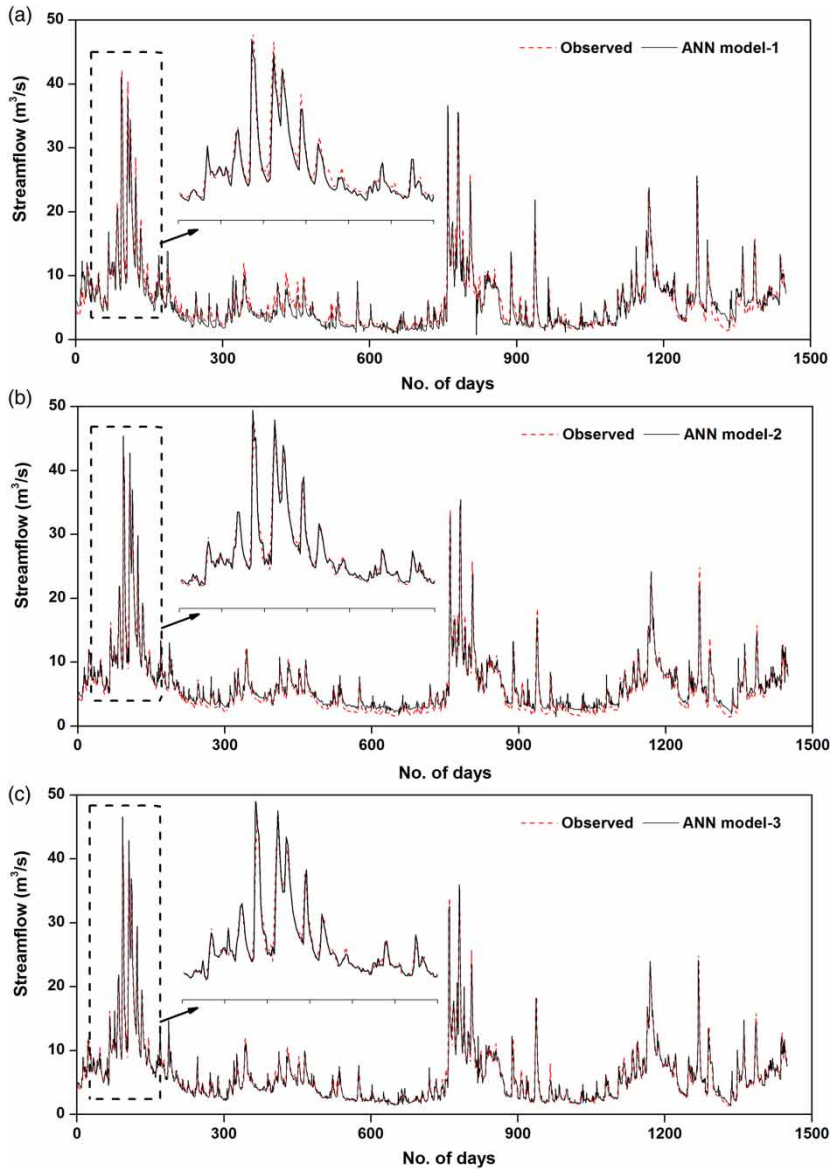 (a)
50
40
30
20
10
0
Streamflow (m³/s)
Observed
ANN model-1
0 300 600 900 1200 1500
No. of days
(b)
50
40
30
20
10
0
Streamflow (m³/s)
Observed
ANN model-2
0 300 600 900 1200 1500
No. of days
(c)
50
40
30
20
10
0
Streamflow (m³/s)
Observed
ANN model-3
0 300 600 900 1200 1500
No. of days